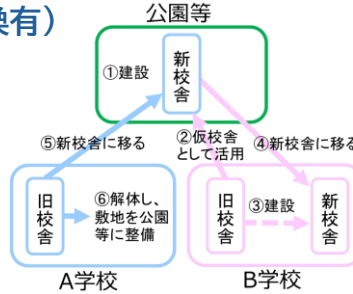 換有）
公園等
①建設
新校舎
⑤新校舎に移る
②仮校舎
として活用
④新校舎に移る
旧校舎
⑥解体し、
敷地を公園
等に整備
旧校舎
③建設
新校舎
A学校
B学校